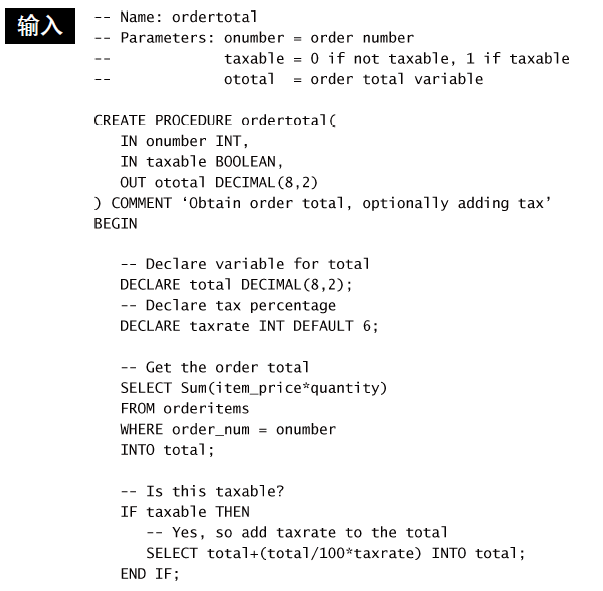 输入
-- Name: ordertotal
-- Parameters: onumber = order number
--             taxable = 0 if not taxable, 1 if taxable
--             ototal  = order total variable

CREATE PROCEDURE ordertotal(
   IN onumber INT,
   IN taxable BOOLEAN,
   OUT ototal DECIMAL(8,2)
) COMMENT ‘Obtain order total, optionally adding tax’
BEGIN

   -- Declare variable for total
   DECLARE total DECIMAL(8,2);
   -- Declare tax percentage
   DECLARE taxrate INT DEFAULT 6;

   -- Get the order total
   SELECT Sum(item_price*quantity)
   FROM orderitems
   WHERE order_num = onumber
   INTO total;

   -- Is this taxable?
   IF taxable THEN
      -- Yes, so add taxrate to the total
      SELECT total+(total/100*taxrate) INTO total;
   END IF;